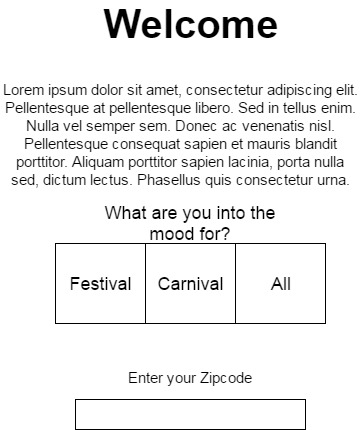 Welcome
Lorem ipsum dolor sit amet, consectetur adipiscing elit.
Pellentesque at pellentesque libero. Sed in tellus enim.
Nulla vel semper sem. Donec ac venenatis nisl.
Pellentesque consequat sapien et mauris blandit
porttitor. Aliquam porttitor sapien lacinia, porta nulla
sed, dictum lectus. Phasellus quis consectetur urna.
What are you into the
mood for?
Festival Carnival All
Enter your Zipcode